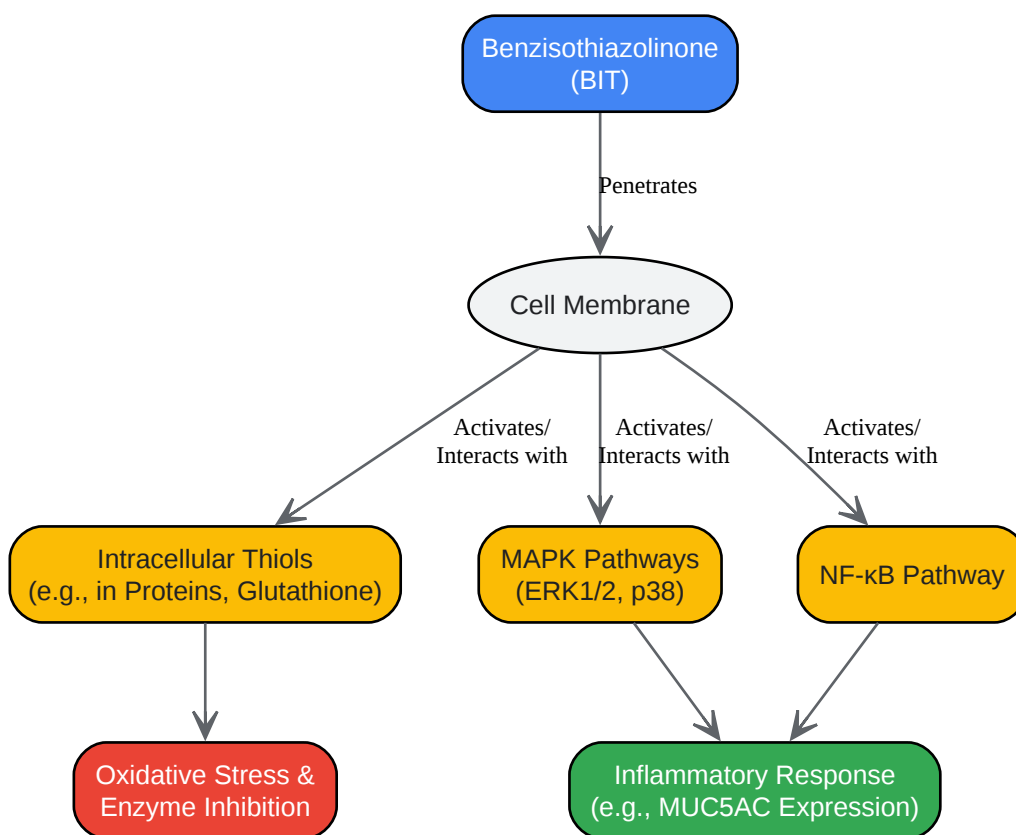 Benzisothiazolinone
(BIT)
Penetrates
Cell Membrane
Activates/
Interacts with
Activates/
Interacts with
Activates/
Interacts with
Intracellular Thiols
(e.g., in Proteins, Glutathione)
MAPK Pathways
(ERK1/2, p38)
NF-κB Pathway
Oxidative Stress &
Enzyme Inhibition
Inflammatory Response
(e.g., MUC5AC Expression)